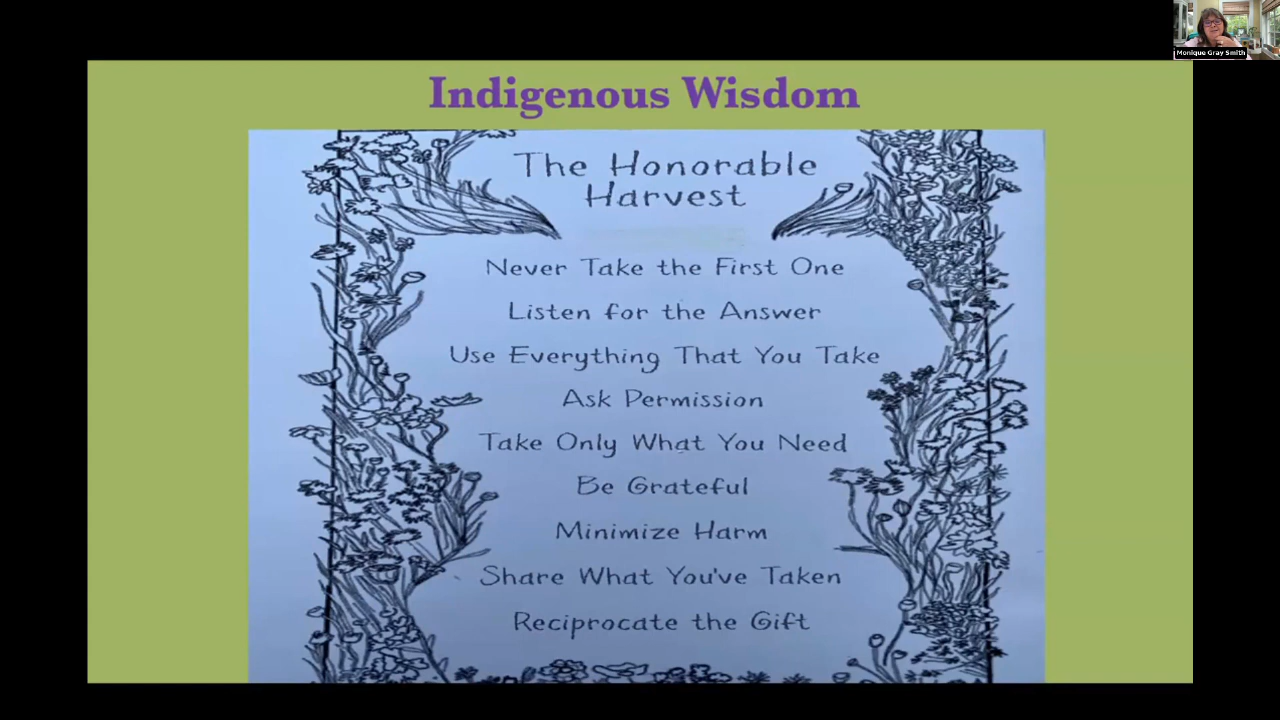 Monique Gray Smith
Indigenous Wisdom
The Honorable
Harvest
Never Take the First One
Listen for the Answer
Use Everything That You Take
Ask Permission
Take Only What You Need
Be Grateful
Minimize Harm
Share What You've Taken
Reciprocate the Gift